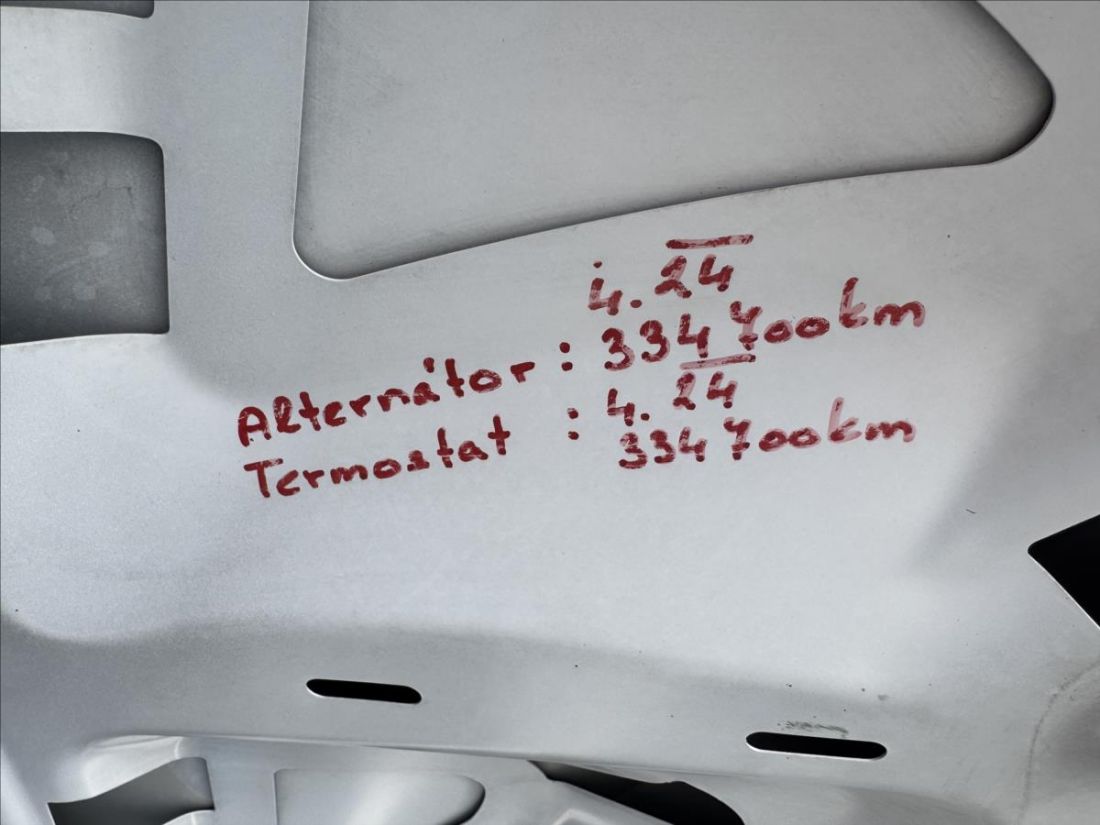 4. 24
Alternátor : 334 700km
4. 24
Termostat : 334 700km